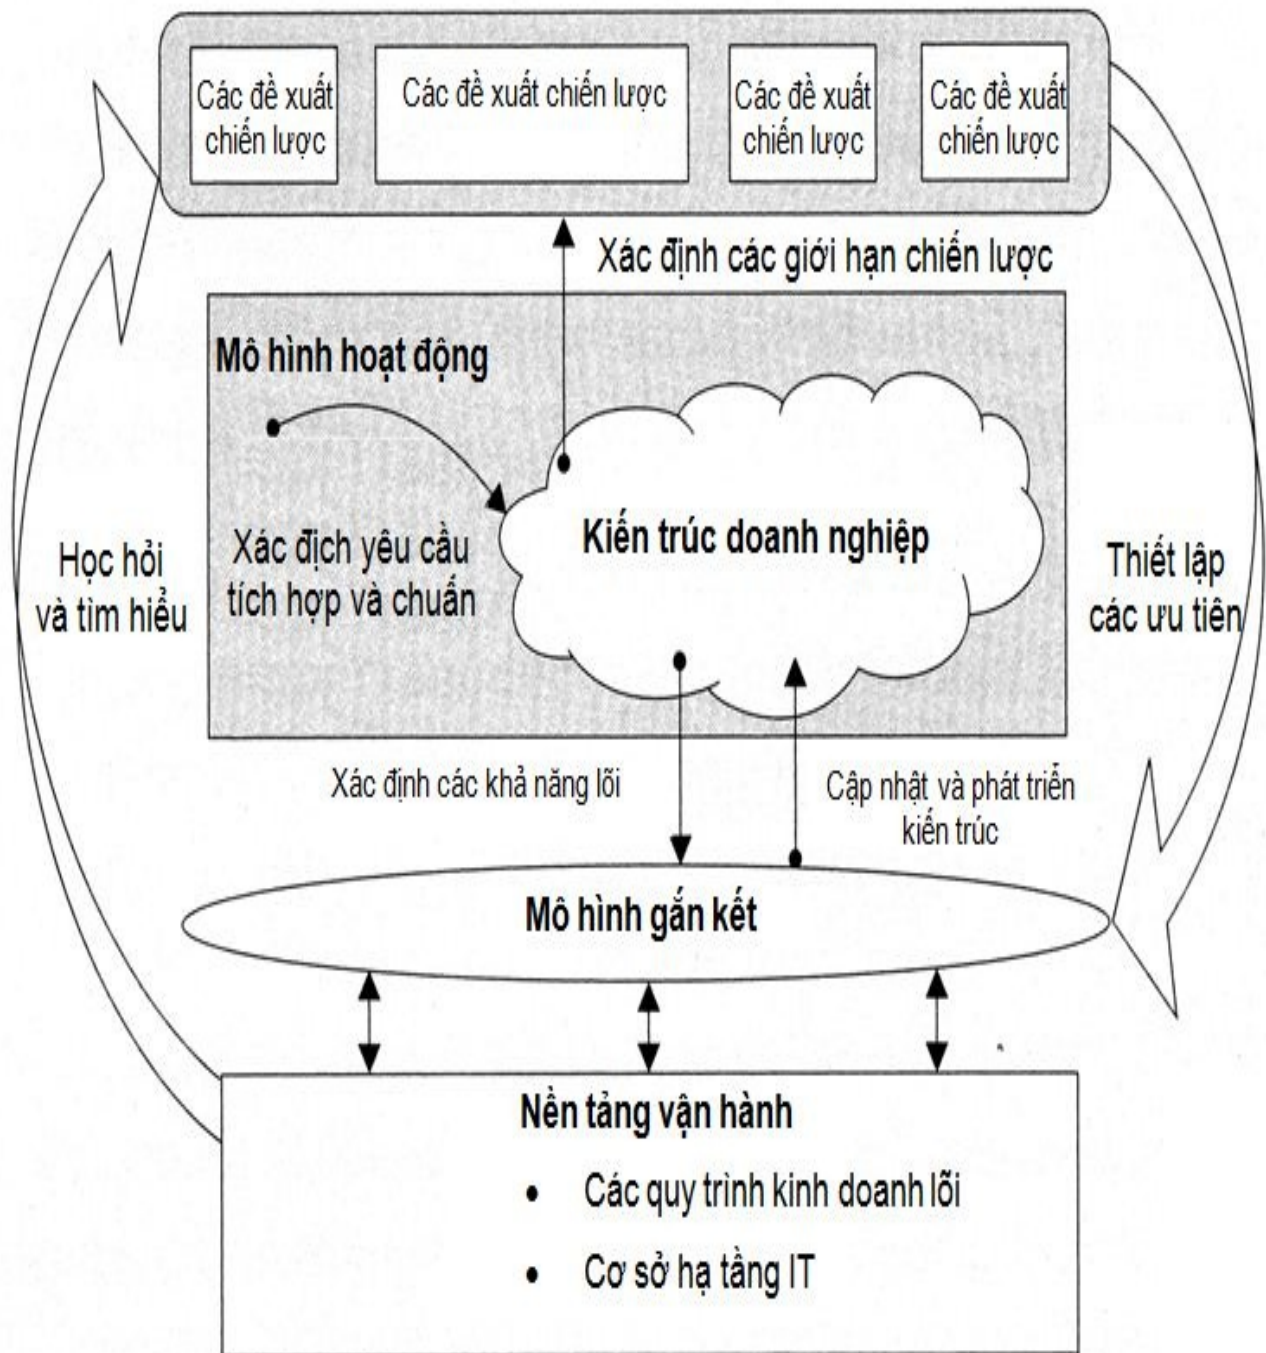 Các đề xuất
chiến lược
Các đề xuất chiến lược
Các đề xuất
chiến lược
Các đề xuất
chiến lược
Xác định các giới hạn chiến lược
Mô hình hoạt động
Xác địch yêu cầu
tích hợp và chuẩn
Kiến trúc doanh nghiệp
Học hỏi
và tìm hiểu
Thiết lập
các ưu tiên
Xác định các khả năng lõi
Cập nhật và phát triển
kiến trúc
Mô hình gắn kết
Nền tảng vận hành
• Các quy trình kinh doanh lõi
• Cơ sở hạ tầng IT